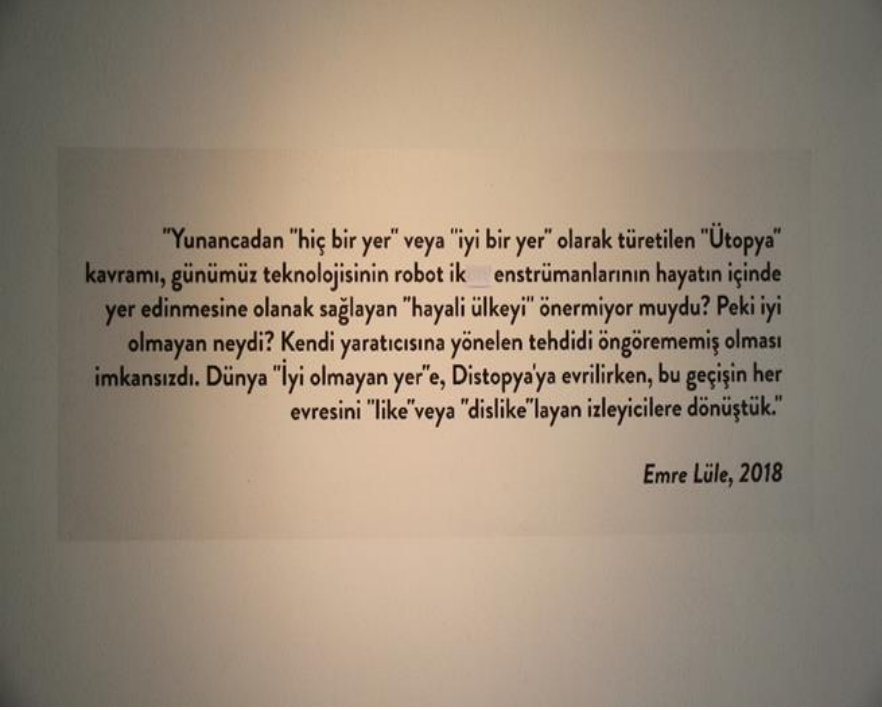 "Yunancadan "hiç bir yer" veya "iyi bir yer" olarak türetilen "Ütopya"
kavramı, günümüz teknolojisinin robot ik enstrümanlarının hayatın içinde
yer edinmesine olanak sağlayan "hayali ülkeyi" önermiyor muydu? Peki iyi
olmayan neydi? Kendi yaratıcısına yönelen tehdidi öngörememiş olması
imkansızdı. Dünya "İyi olmayan yer"e, Distopya'ya evrilirken, bu geçişin her
evresini "like"veya "dislike"layan izleyicilere dönüştük."
Emre Lüle, 2018